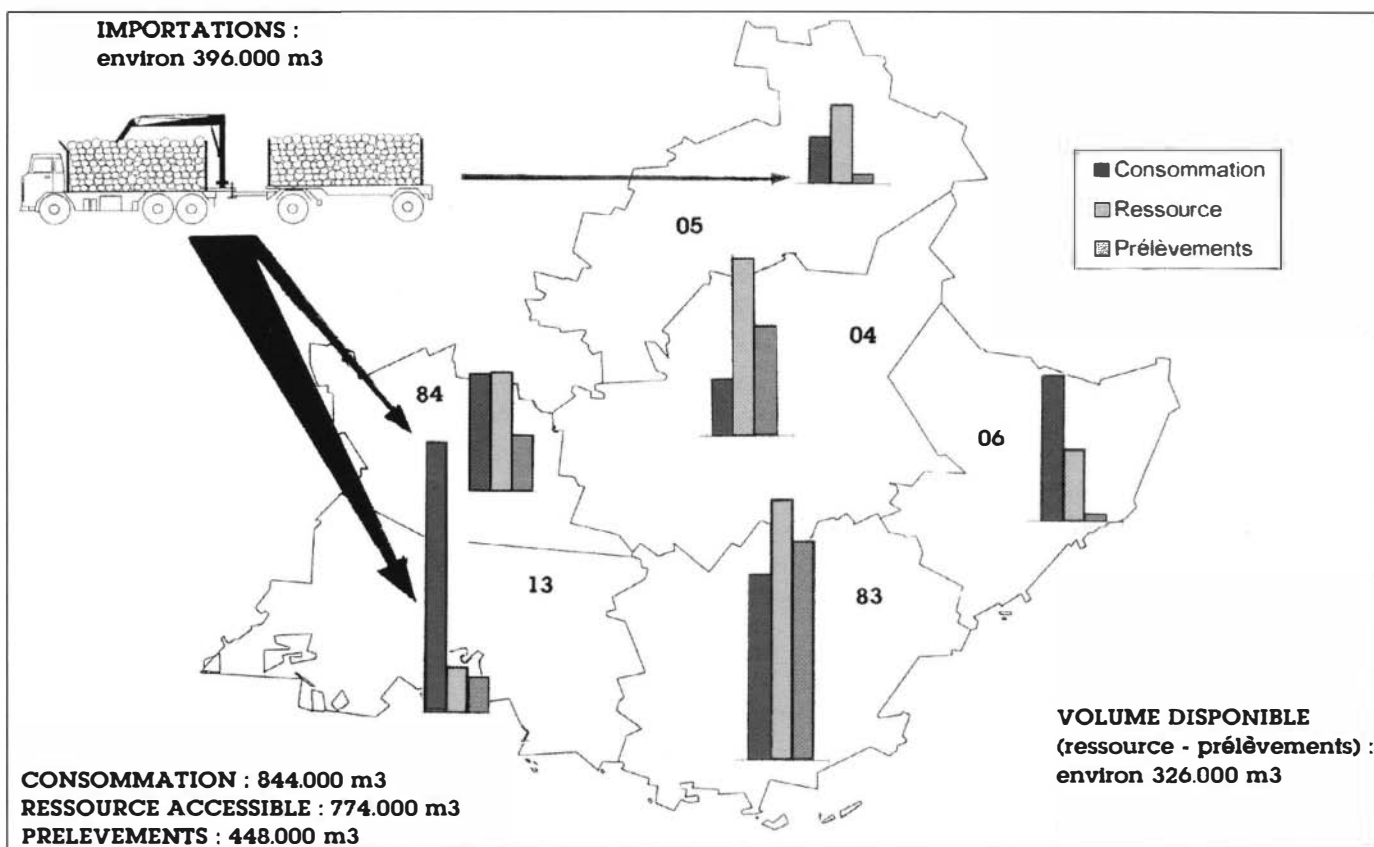 IMPORTATIONS :
environ 396.000 m3
Consommation
Ressource
Prélèvements
05
04
84
06
13
83
VOLUME DISPONIBLE
(ressource - prélèvements) :
environ 326.000 m3
CONSOMMATION : 844.000 m3
RESSOURCE ACCESSIBLE : 774.000 m3
PRELEVEMENTS : 448.000 m3